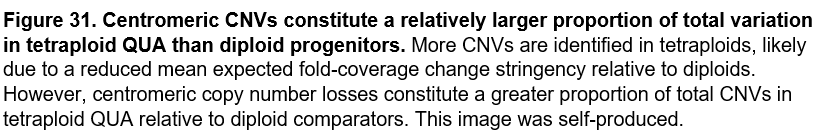 Figure 31. Centromeric CNVs constitute a relatively larger proportion of total variation
in tetraploid QUA than diploid progenitors. More CNVs are identified in tetraploids, likely
due to a reduced mean expected fold-coverage change stringency relative to diploids.
However, centromeric copy number losses constitute a greater proportion of total CNVs in
tetraploid QUA relative to diploid comparators. This image was self-produced.